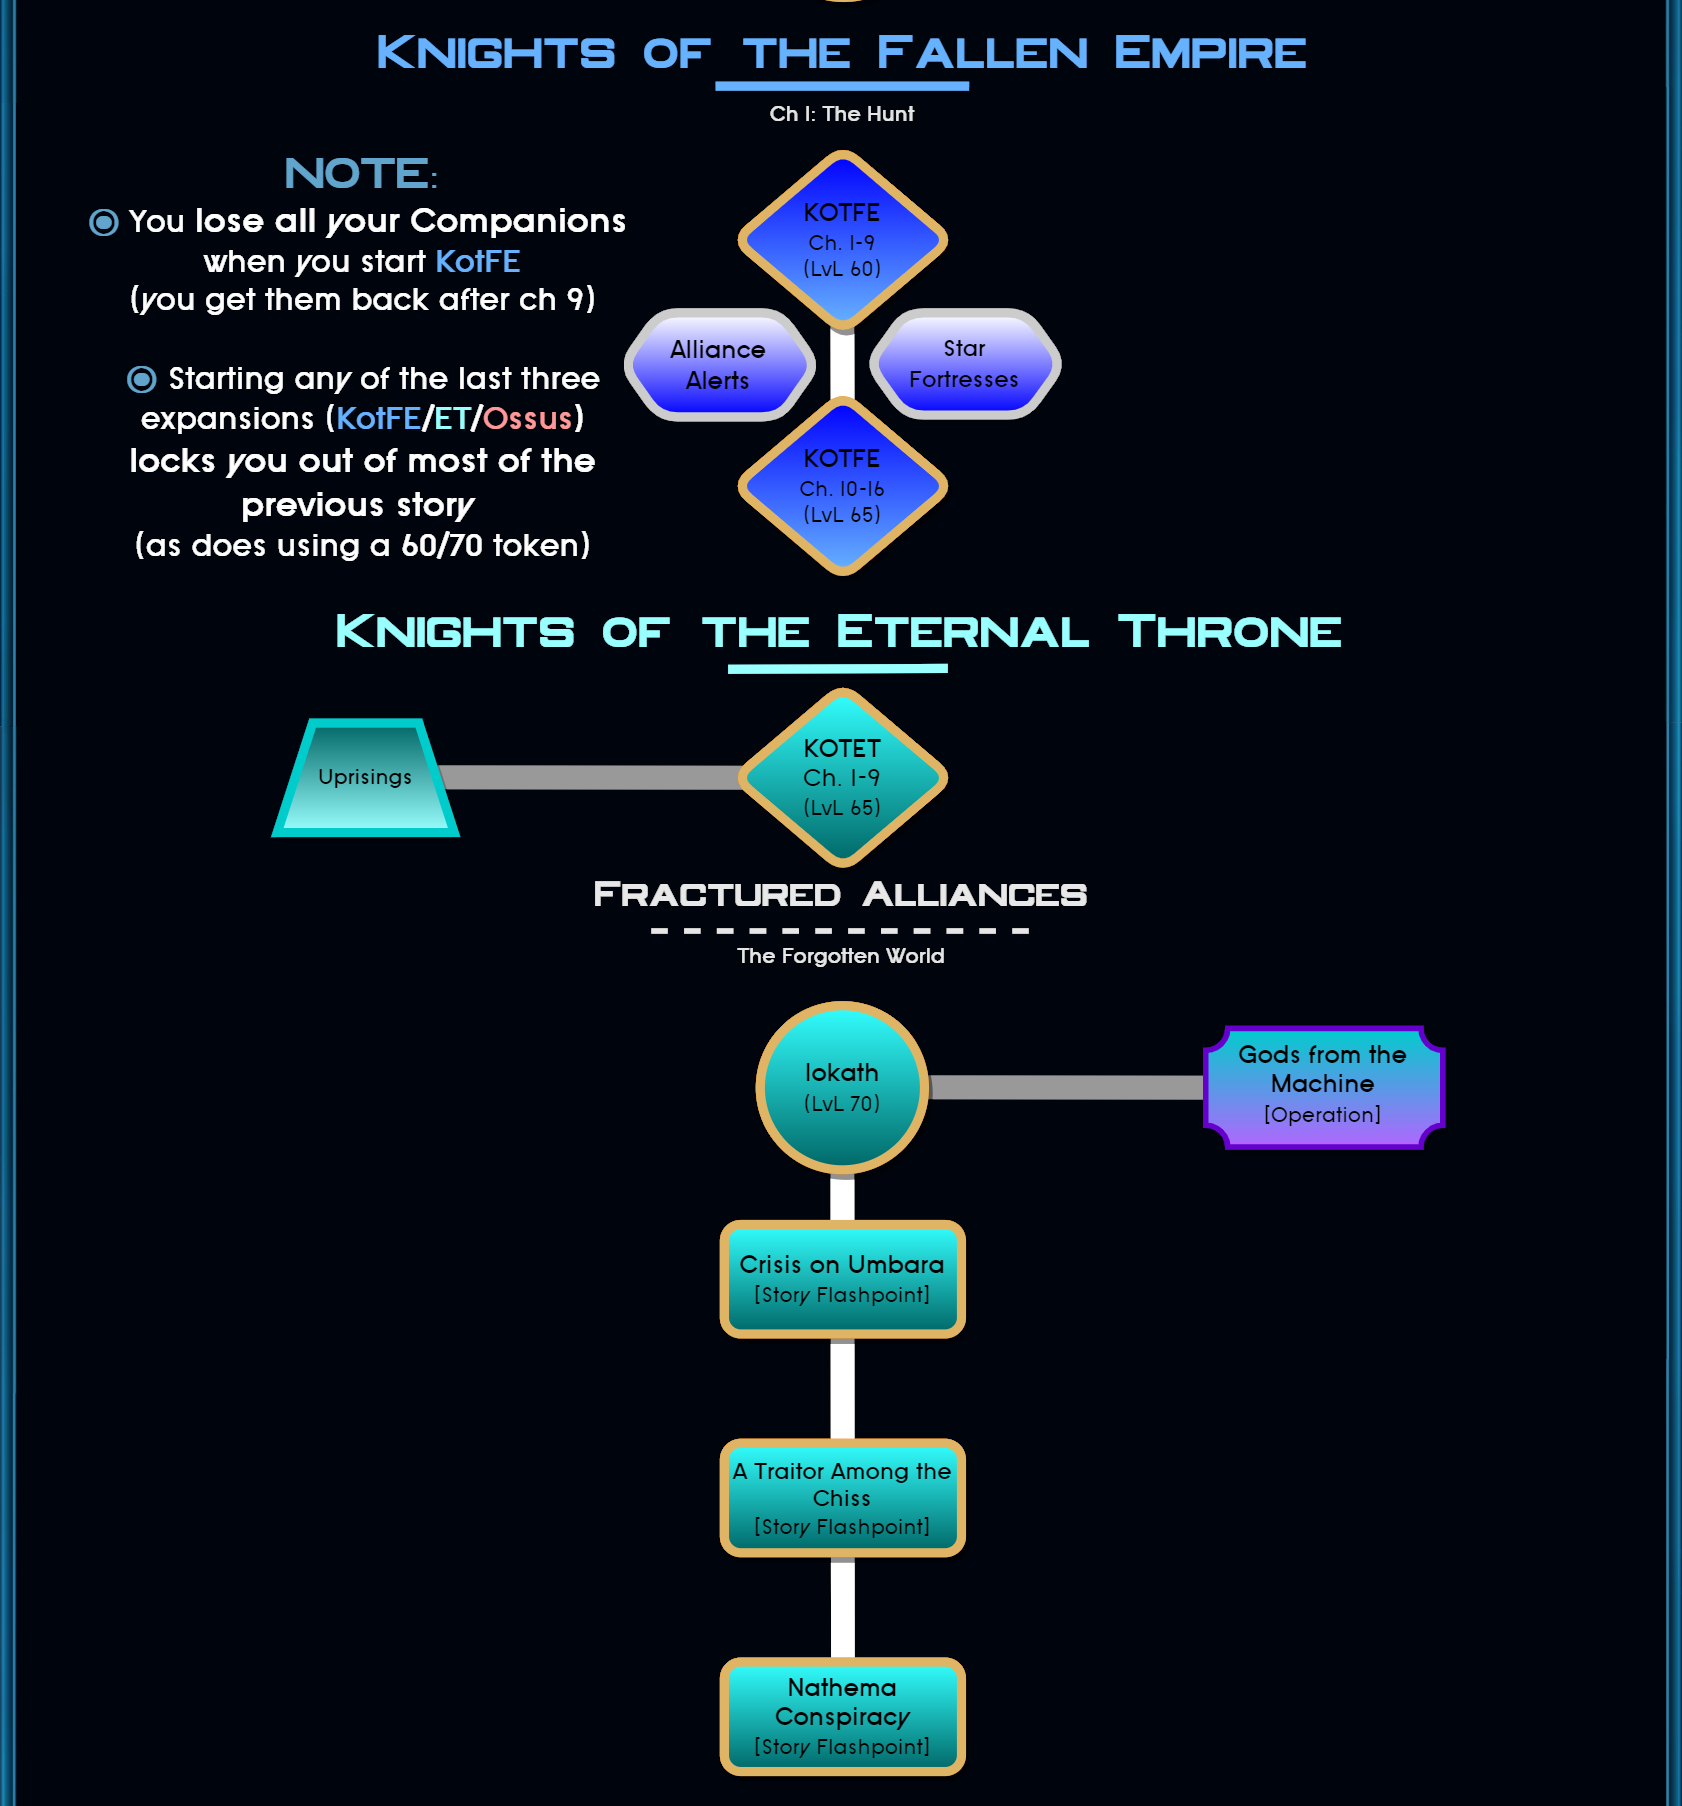 Knights of the Fallen Empire
Ch 1: The Hunt
NOTE:
You lose all your Companions
when you start KotFE
(you get them back after ch 9)
Starting any of the last three
expansions (KotFE/ET/Ossus)
locks you out of most of the
previous story
(as does using a 60/70 token)
KOTFE
Ch. 1-9
(LvL 60)
Alliance
Alerts
Star
Fortresses
KOTFE
Ch. 10-16
(LvL 65)
Knights of the Eternal Throne
Uprisings
KOTET
Ch. 1-9
(LvL 65)
Fractured Alliances
The Forgotten World
Iokath
(LvL 70)
Gods from the
Machine
[Operation]
Crisis on Umbara
[Story Flashpoint]
A Traitor Among the
Chiss
[Story Flashpoint]
Nathema
Conspiracy
[Story Flashpoint]